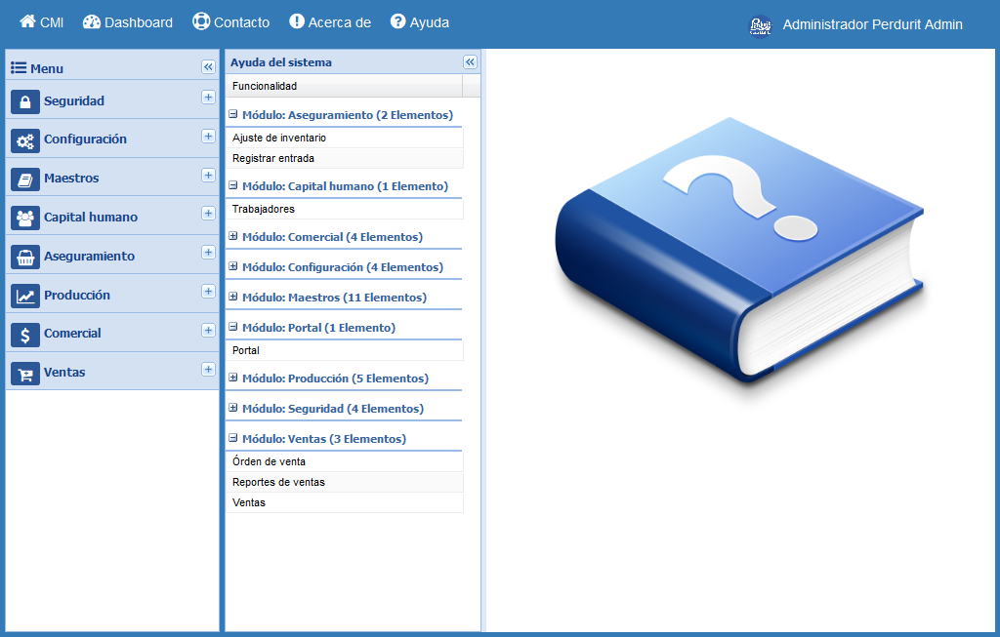 CMI Dashboard Contacto Acerca de Ayuda Administrador Perdurit Admin
Menu
Seguridad
Configuración
Maestros
Capital humano
Aseguramiento
Producción
Comercial
Ventas
Ayuda del sistema
Funcionalidad
Módulo: Aseguramiento (2 Elementos)
Ajuste de inventario
Registrar entrada
Módulo: Capital humano (1 Elemento)
Trabajadores
Módulo: Comercial (4 Elementos)
Módulo: Configuración (4 Elementos)
Módulo: Maestros (11 Elementos)
Módulo: Portal (1 Elemento)
Portal
Módulo: Producción (5 Elementos)
Módulo: Seguridad (4 Elementos)
Módulo: Ventas (3 Elementos)
Órden de venta
Reportes de ventas
Ventas